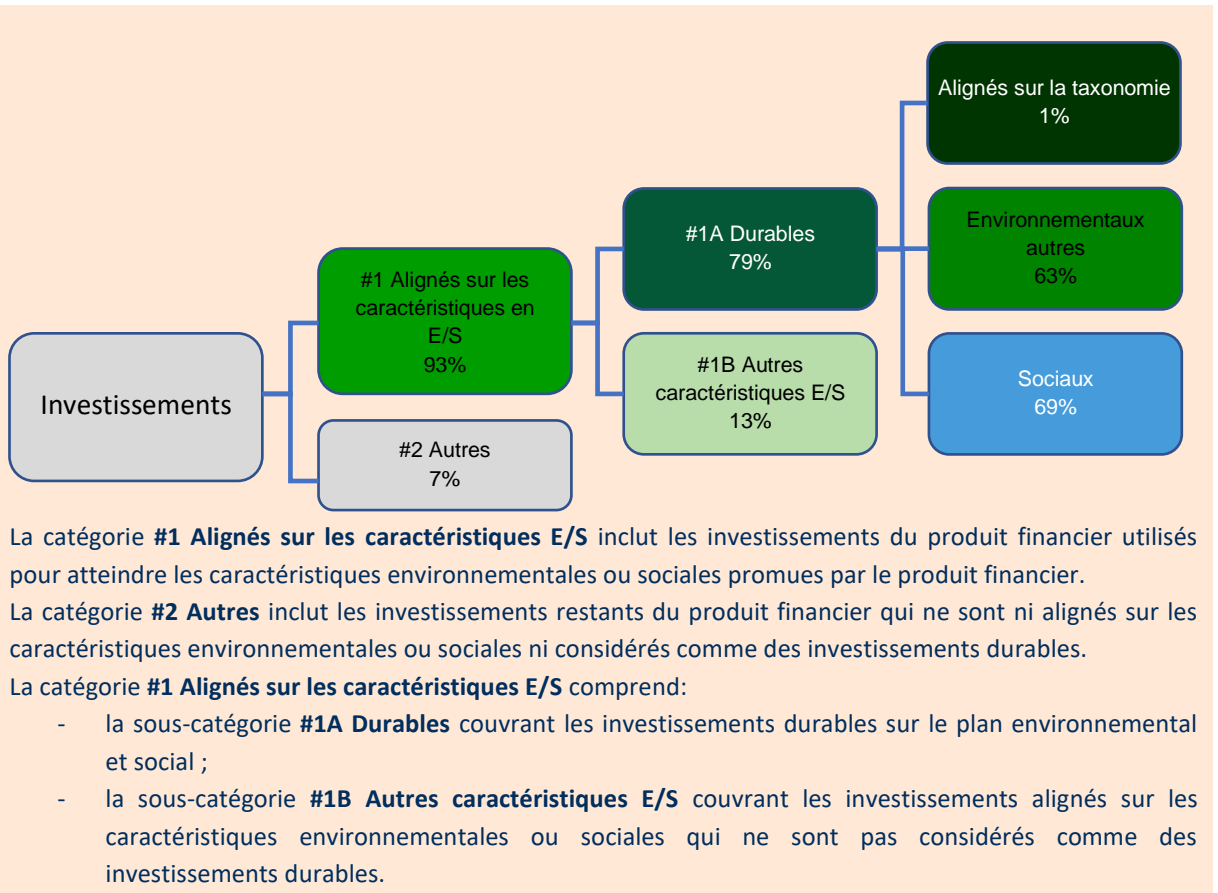 Alignés sur la taxonomie
1%
#1A Durables
79%
Environnementaux
autres
63%
#1 Alignés sur les
caractéristiques en
E/S
93%
Investissements
#1B Autres
caractéristiques E/S
13%
Sociaux
69%
#2 Autres
7%
La catégorie #1 Alignés sur les caractéristiques E/S inclut les investissements du produit financier utilisés
pour atteindre les caractéristiques environnementales ou sociales promues par le produit financier.
La catégorie #2 Autres inclut les investissements restants du produit financier qui ne sont ni alignés sur les
caractéristiques environnementales ou sociales ni considérés comme des investissements durables.
La catégorie #1 Alignés sur les caractéristiques E/S comprend:
- la sous-catégorie #1A Durables couvrant les investissements durables sur le plan environnemental
et social ;
- la sous-catégorie #1B Autres caractéristiques E/S couvrant les investissements alignés sur les
caractéristiques environnementales ou sociales qui ne sont pas considérés comme des
investissements durables.